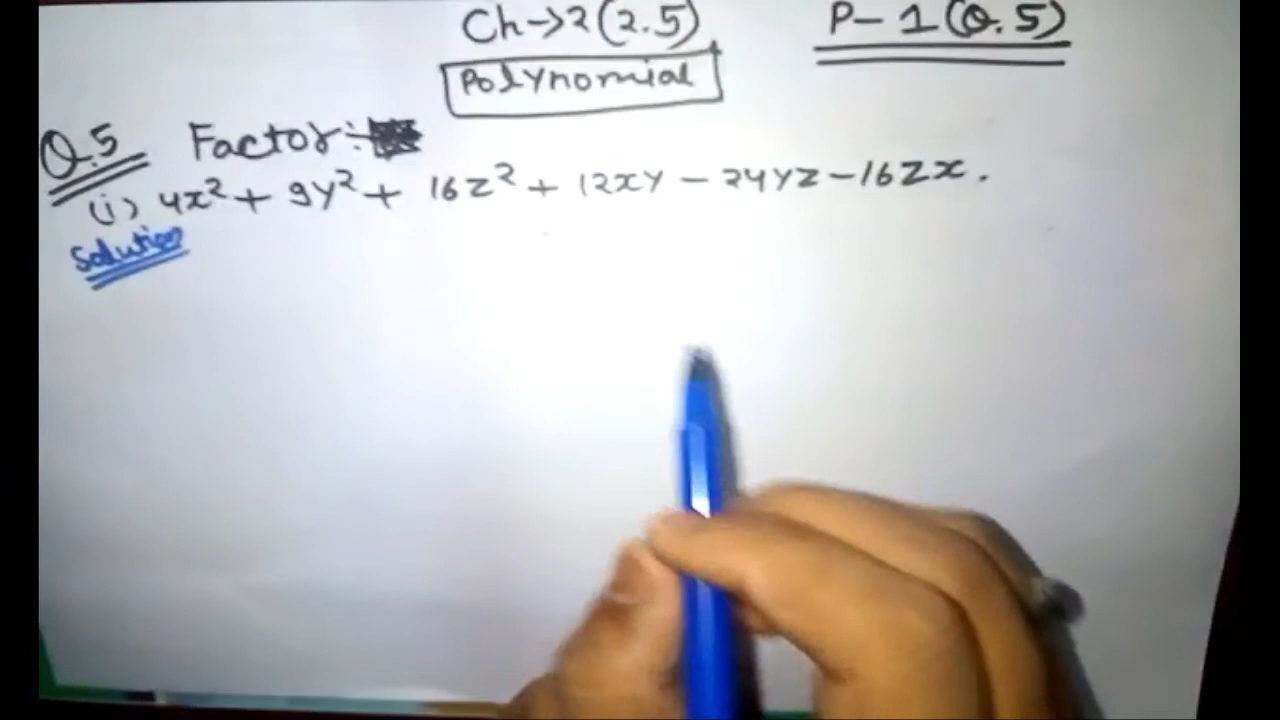 Ch→2(2.5) P-1(Q.5)
Polynomial
Q.5 Factor:-
(i) 4x² + 9y² + 16z² + 12xy - 24yz - 16zx.
Solution